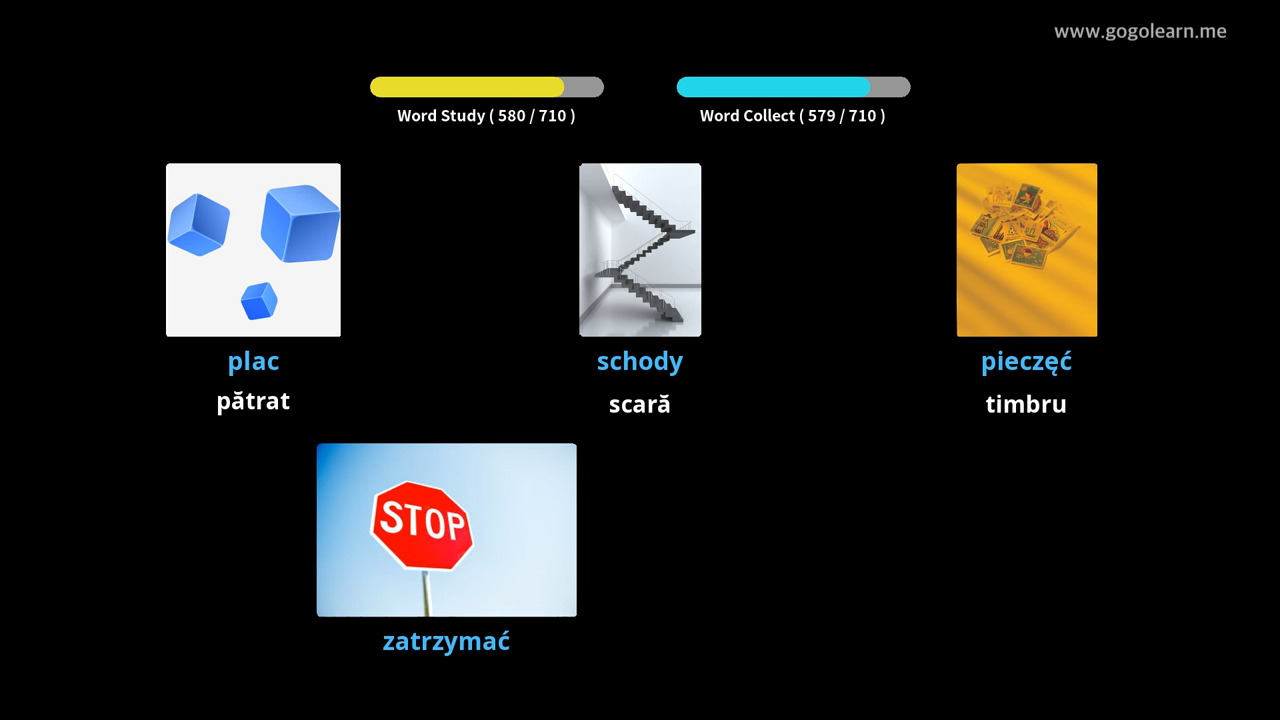 www.gogolearn.me
Word Study ( 580 / 710 )
Word Collect ( 579 / 710 )
plac
schody
pieczęć
pătrat
scară
timbru
STOP
zatrzymać